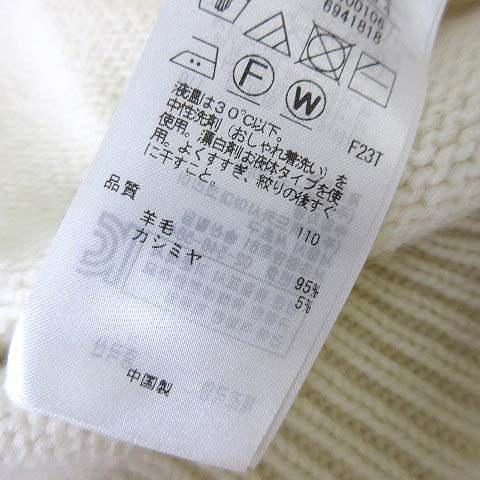 00106
6941818
F W
F23T
液温は30℃以下。
中性洗剤（おしゃれ着洗い）を
使用。漂白剤は液体タイプを使
用。よくすすぎ、絞りの後すぐ
に干すこと。
品質 110
羊毛 95%
カシミヤ 5%
中国製